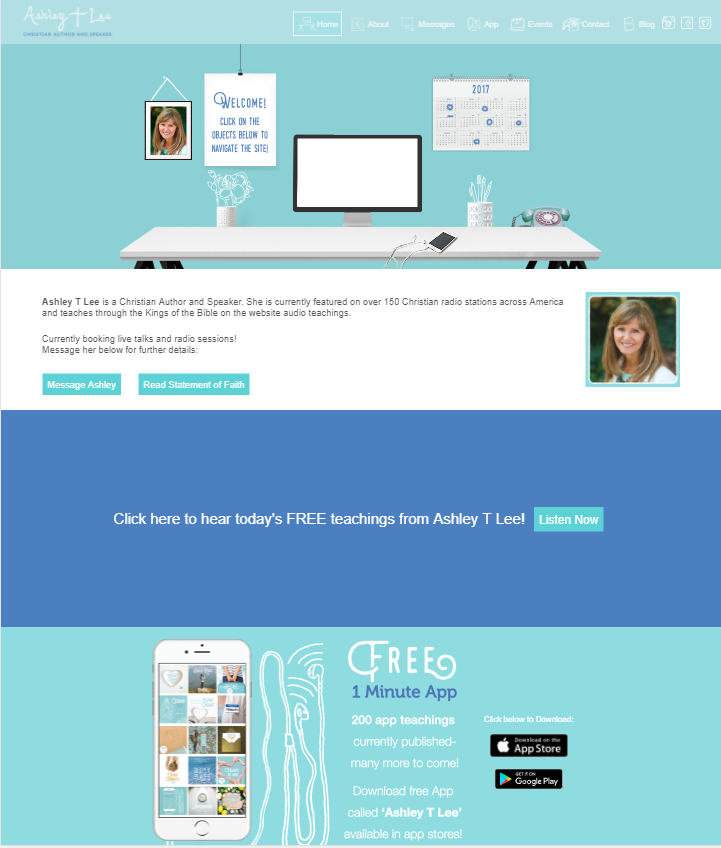 Ashley T Lee
CHRISTIAN AUTHOR AND SPEAKER
Home About Messages App Events Contact Blog
WELCOME!
CLICK ON THE
OBJECTS BELOW TO
NAVIGATE THE SITE!
2017
Ashley T Lee is a Christian Author and Speaker. She is currently featured on over 150 Christian radio stations across America
and teaches through the Kings of the Bible on the website audio teachings.
Currently booking live talks and radio sessions!
Message her below for further details:
Message Ashley Read Statement of Faith
Click here to hear today's FREE teachings from Ashley T Lee! Listen Now
FREE
1 Minute App
200 app teachings
currently published-
many more to come!
Download free App
called ‘Ashley T Lee’
available in app stores!
Click below to Download:
Download on the
App Store
GET IT ON
Google Play